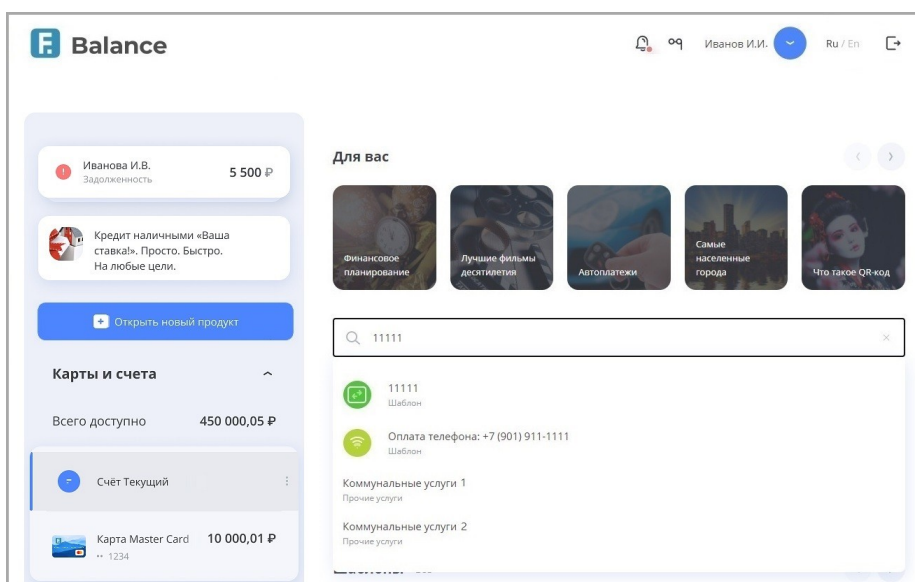 F. Balance
Иванов И.И.
Ru / En
Иванова И.В.
Задолженность
5 500 ₽
Кредит наличными «Ваша
ставка!». Просто. Быстро.
На любые цели.
Открыть новый продукт
Карты и счета
Всего доступно 450 000,05 ₽
Счёт Текущий
Карта Master Card 10 000,01 ₽
•• 1234
Для вас
Финансовое
планирование
Лучшие фильмы
десятилетия
Автоплатежи
Самые
населенные
города
Что такое QR-код
11111
11111
Шаблон
Оплата телефона: +7 (901) 911-1111
Шаблон
Коммунальные услуги 1
Прочие услуги
Коммунальные услуги 2
Прочие услуги